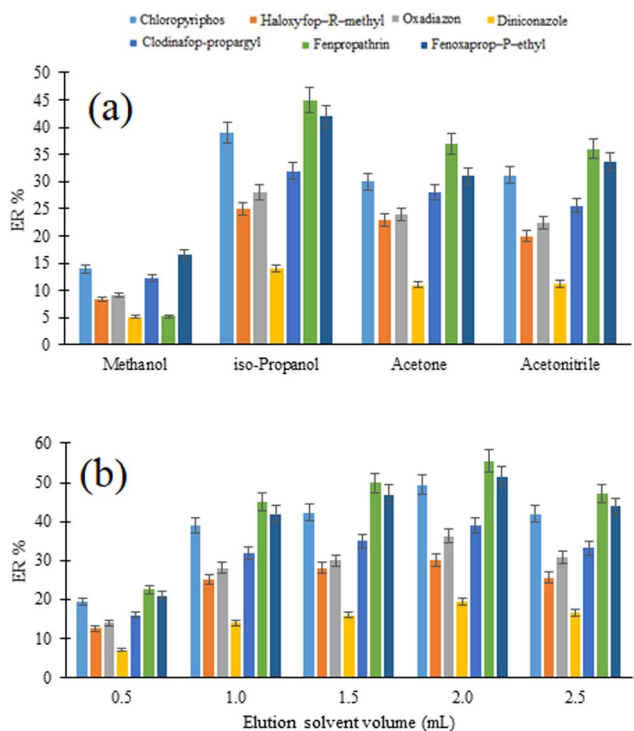 Chloropyriphos Haloxyfop–R–methyl Oxadiazon Diniconazole
Clodinafop-propargyl Fenpropathrin Fenoxaprop–P–ethyl
(a)
ER %
50
45
40
35
30
25
20
15
10
5
0
Methanol iso-Propanol Acetone Acetonitrile
(b)
ER %
60
50
40
30
20
10
0
0.5 1.0 1.5 2.0 2.5
Elution solvent volume (mL)